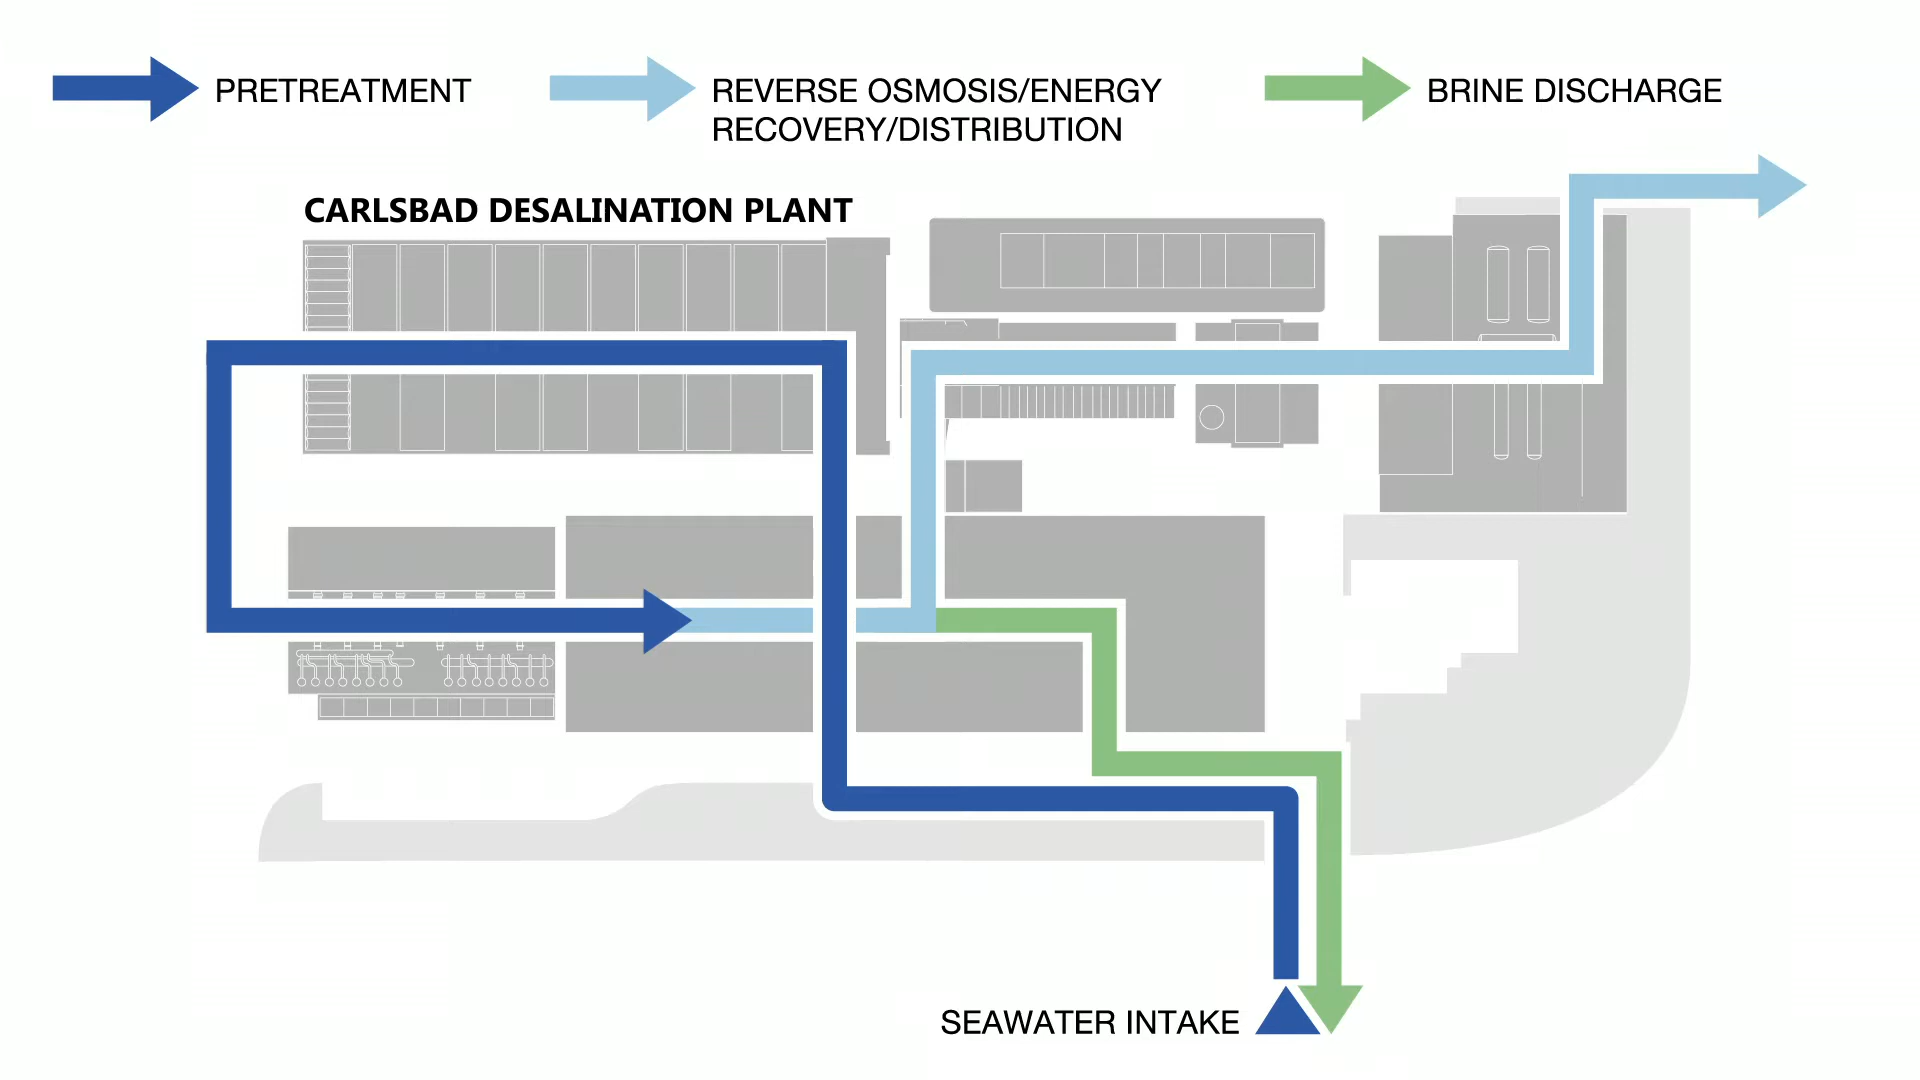 PRETREATMENT
REVERSE OSMOSIS/ENERGY
RECOVERY/DISTRIBUTION
BRINE DISCHARGE
CARLSBAD DESALINATION PLANT
SEAWATER INTAKE